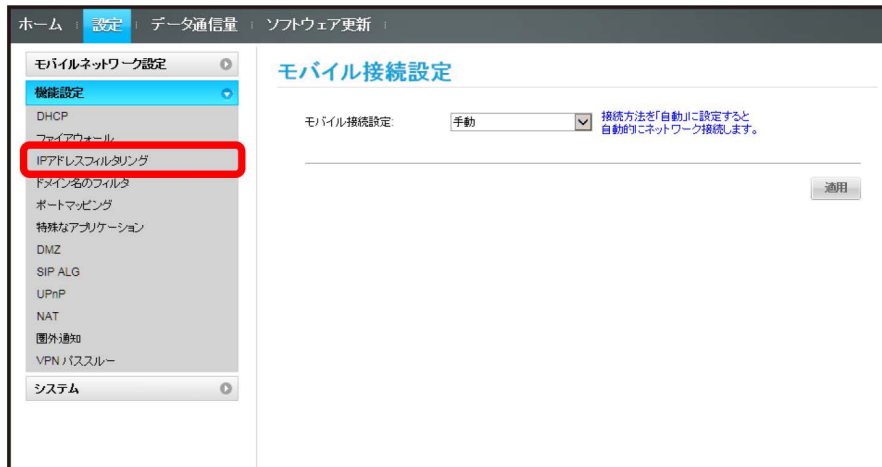 ホーム 設定 データ通信量 ソフトウェア更新
モバイルネットワーク設定
機能設定
DHCP
ファイアウォール
IPアドレスフィルタリング
ドメイン名のフィルタ
ポートマッピング
特殊なアプリケーション
DMZ
SIP ALG
UPnP
NAT
圏外通知
VPN パススルー
システム
モバイル接続設定
モバイル接続設定: 手動
接続方法を「自動」に設定すると
自動的にネットワーク接続します。
適用